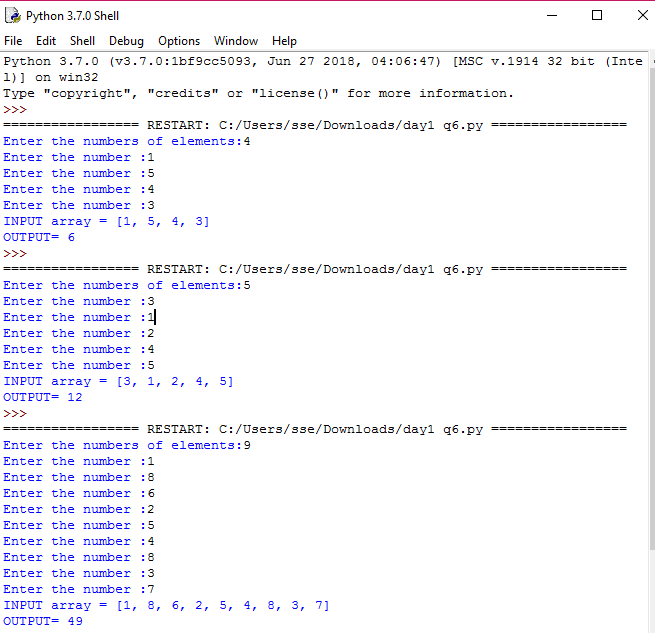 Python 3.7.0 Shell
File Edit Shell Debug Options Window Help
Python 3.7.0 (v3.7.0:1bf9cc5093, Jun 27 2018, 04:06:47) [MSC v.1914 32 bit (Inte
l)] on win32
Type "copyright", "credits" or "license()" for more information.
>>>
================= RESTART: C:/Users/sse/Downloads/day1 q6.py =================
Enter the numbers of elements:4
Enter the number :1
Enter the number :5
Enter the number :4
Enter the number :3
INPUT array = [1, 5, 4, 3]
OUTPUT= 6
>>>
================= RESTART: C:/Users/sse/Downloads/day1 q6.py =================
Enter the numbers of elements:5
Enter the number :3
Enter the number :1
Enter the number :2
Enter the number :4
Enter the number :5
INPUT array = [3, 1, 2, 4, 5]
OUTPUT= 12
>>>
================= RESTART: C:/Users/sse/Downloads/day1 q6.py =================
Enter the numbers of elements:9
Enter the number :1
Enter the number :8
Enter the number :6
Enter the number :2
Enter the number :5
Enter the number :4
Enter the number :8
Enter the number :3
Enter the number :7
INPUT array = [1, 8, 6, 2, 5, 4, 8, 3, 7]
OUTPUT= 49